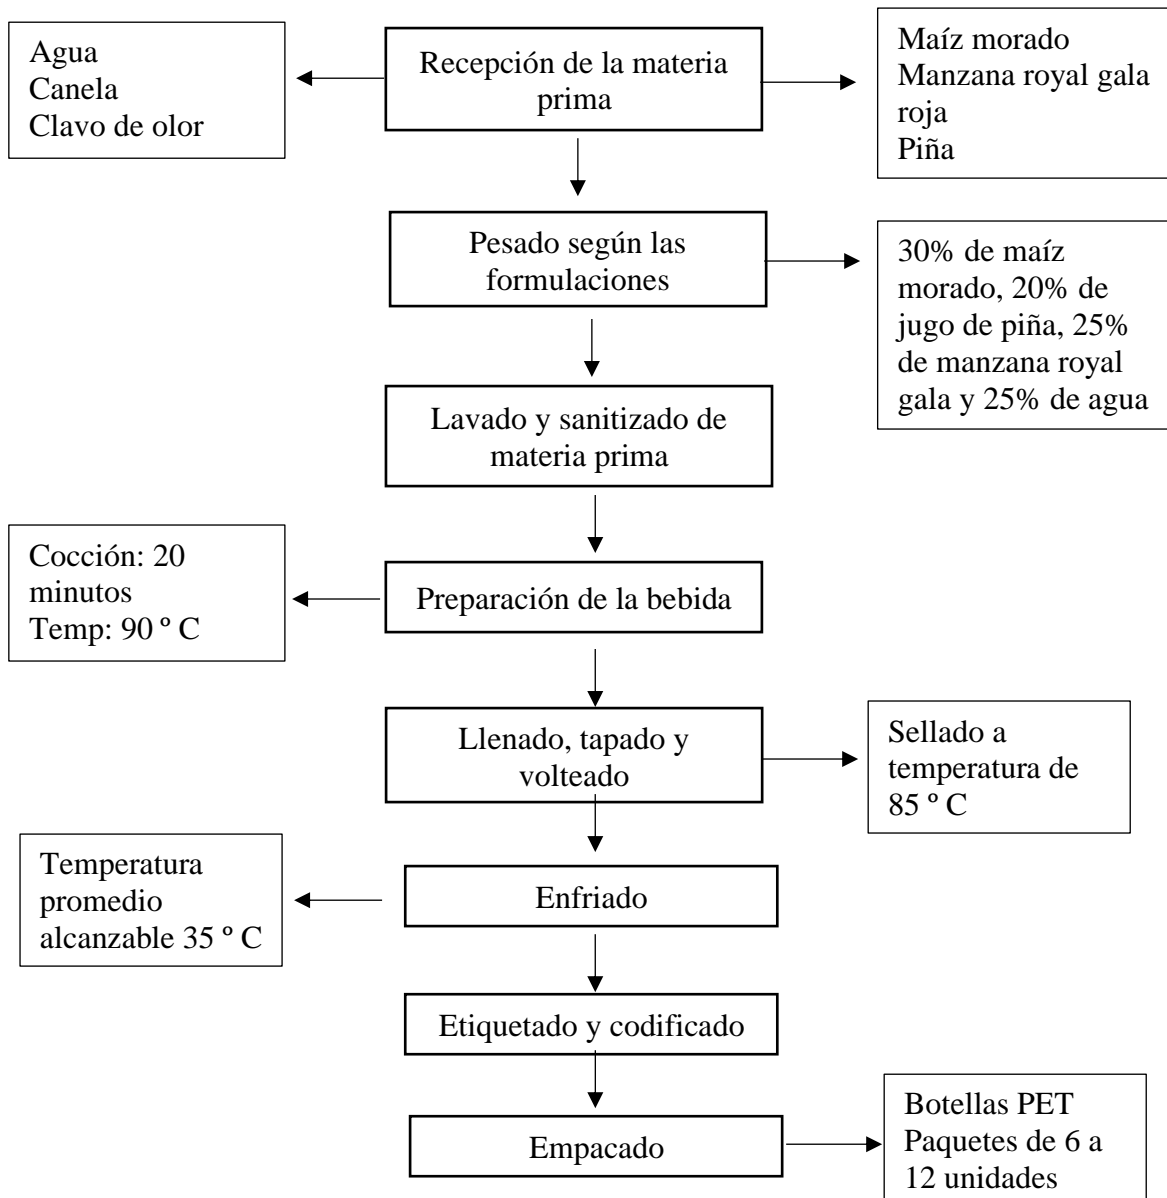 Agua
Canela
Clavo de olor
Recepción de la materia
prima
Maíz morado
Manzana royal gala
roja
Piña
Pesado según las
formulaciones
30% de maíz
morado, 20% de
jugo de piña, 25%
de manzana royal
gala y 25% de agua
Lavado y sanitizado de
materia prima
Cocción: 20
minutos
Temp: 90 º C
Preparación de la bebida
Llenado, tapado y
volteado
Sellado a
temperatura de
85 º C
Temperatura
promedio
alcanzable 35 º C
Enfriado
Etiquetado y codificado
Empacado
Botellas PET
Paquetes de 6 a
12 unidades